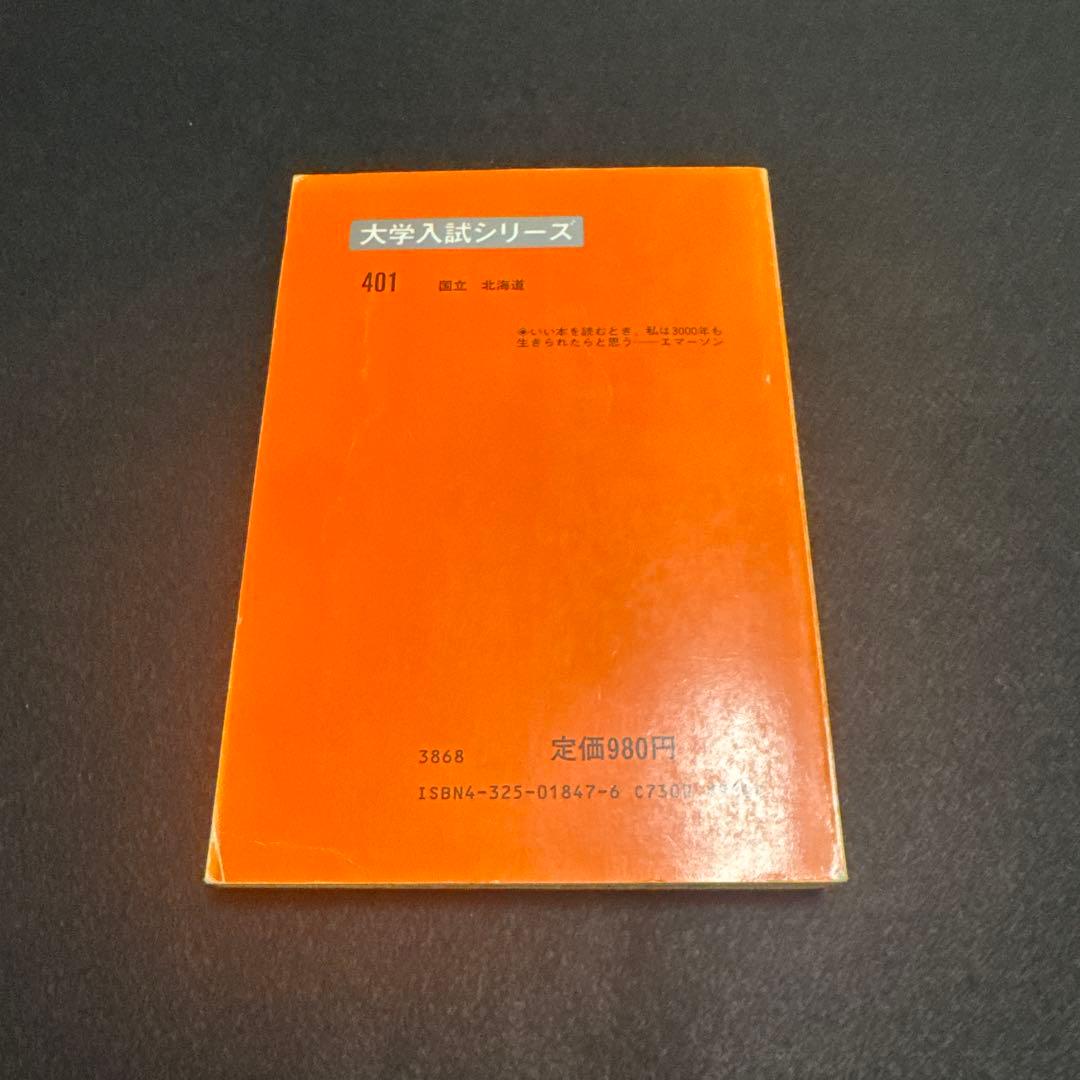 大学入試シリーズ
401 国立 北海道
◈いい本を読むとき、私は3000年も
生きられたらと思う——エマーソン
3868 定価980円
ISBN4-325-01847-6